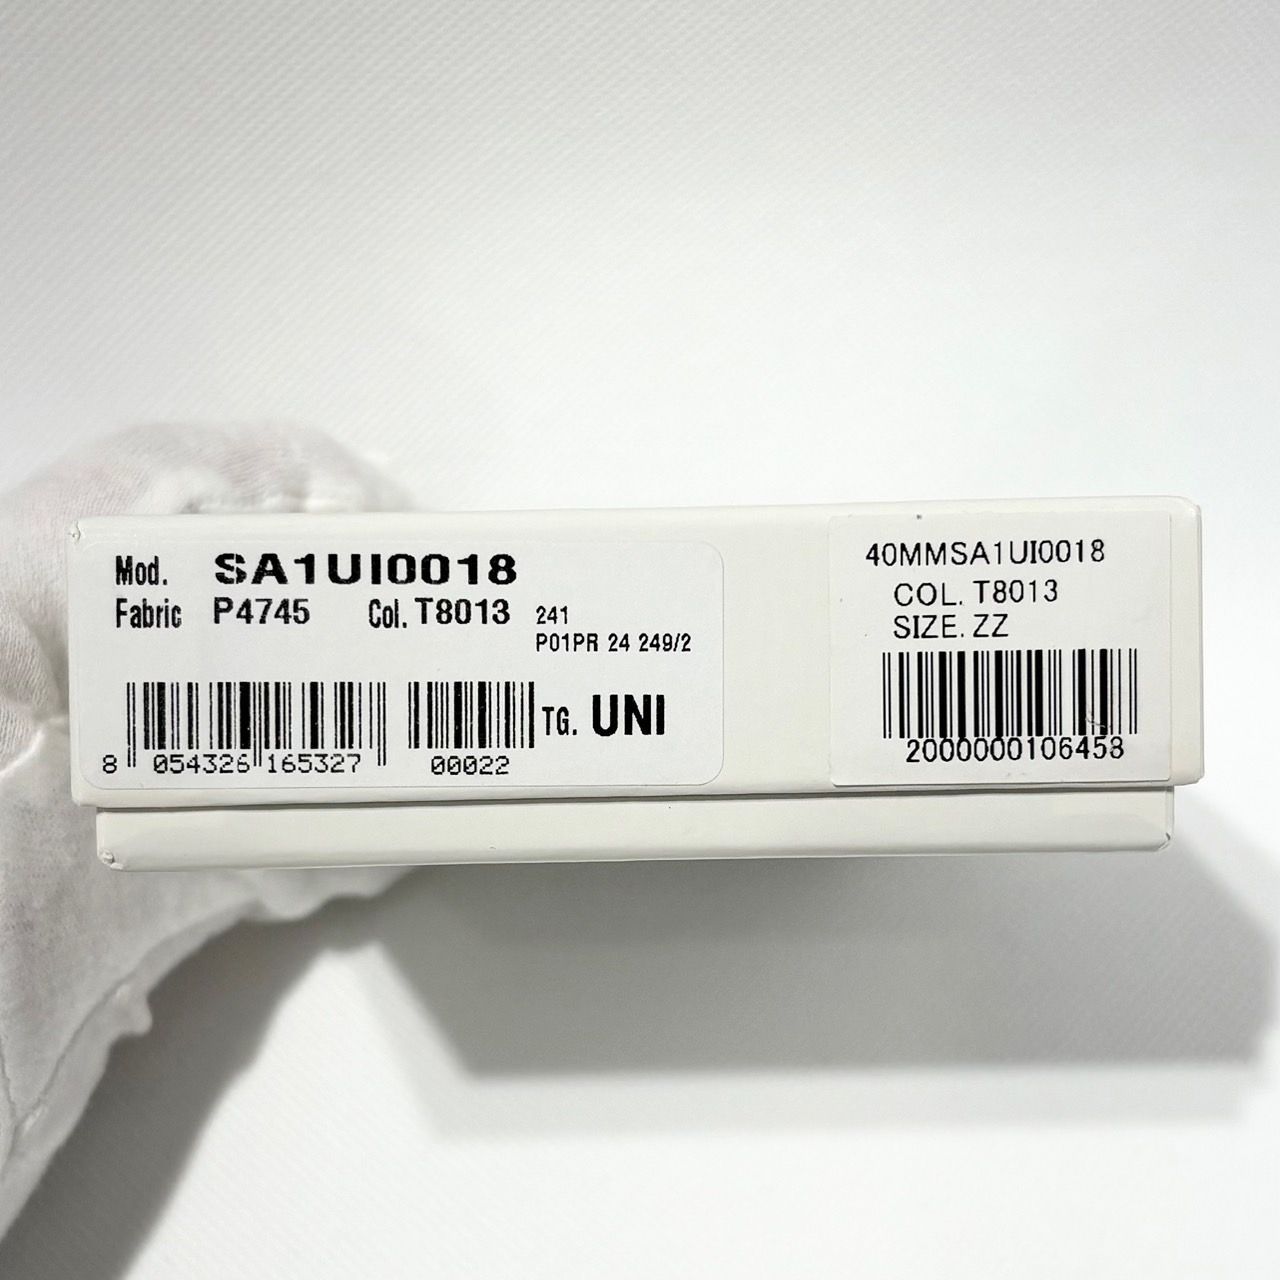 Mod. SA1UI0018
Fabric P4745 Col. T8013 241
P01PR 24 249/2
TG. UNI
8 054326 165327 00022
40MMSA1UI0018
COL. T8013
SIZE. ZZ
2000000106458